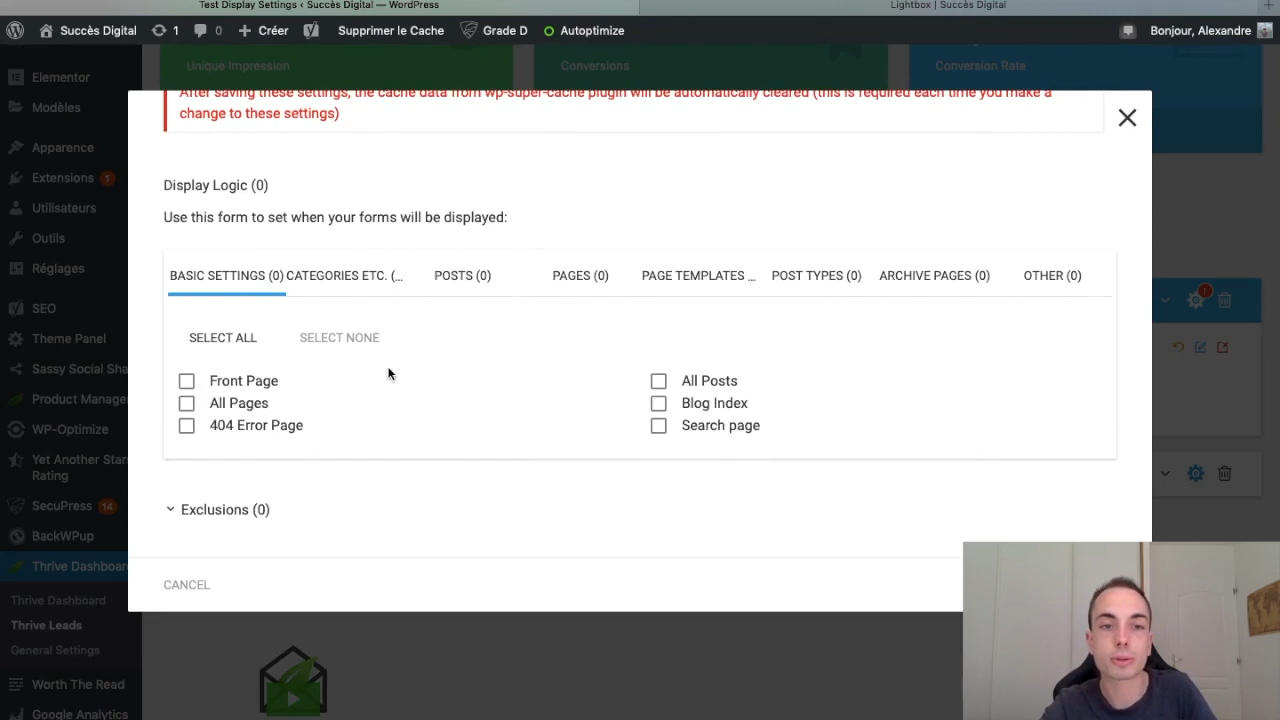 Test Display Settings ‹ Succès Digital — WordPress
Lightbox | Succès Digital
Succès Digital
1
0
Créer
Supprimer le Cache
Grade D
Autoptimize
Bonjour, Alexandre
Unique Impression
Conversions
Conversion Rate
Elementor
Modèles
Apparence
Extensions 1
Utilisateurs
Outils
Réglages
SEO
Theme Panel
Sassy Social Sha
Product Manage
WP-Optimize
Yet Another Stars
Rating
SecuPress 14
BackWPup
Thrive Dashboar
Thrive Dashboard
Thrive Leads
General Settings
Worth The Read
Google Analytics
After saving these settings, the cache data from wp-super-cache plugin will be automatically cleared (this is required each time you make a
change to these settings)
Display Logic (0)
Use this form to set when your forms will be displayed:
BASIC SETTINGS (0) CATEGORIES ETC. (... POSTS (0) PAGES (0) PAGE TEMPLATES ... POST TYPES (0) ARCHIVE PAGES (0) OTHER (0)
SELECT ALL SELECT NONE
Front Page
All Posts
All Pages
Blog Index
404 Error Page
Search page
Exclusions (0)
CANCEL